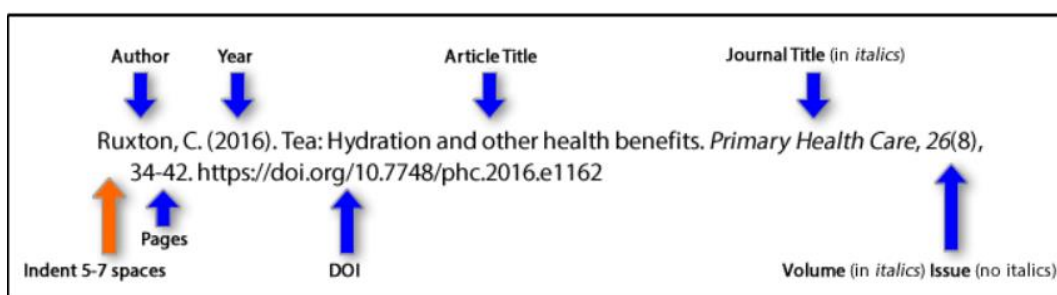 Author Year Article Title Journal Title (in italics)
Ruxton, C. (2016). Tea: Hydration and other health benefits. Primary Health Care, 26(8),
34-42. https://doi.org/10.7748/phc.2016.e1162
Pages
Indent 5-7 spaces DOI Volume (in italics) Issue (no italics)